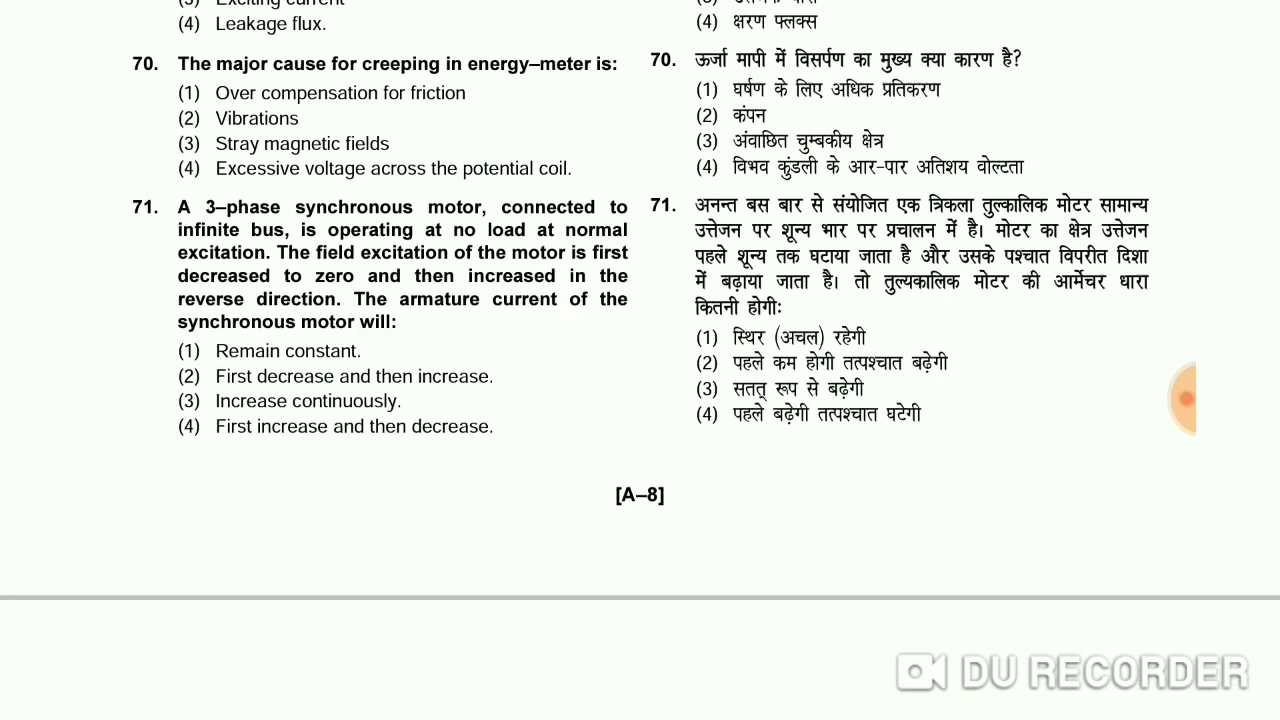 (4) Leakage flux.
70. The major cause for creeping in energy–meter is:
(1) Over compensation for friction
(2) Vibrations
(3) Stray magnetic fields
(4) Excessive voltage across the potential coil.
71. A 3–phase synchronous motor, connected to
infinite bus, is operating at no load at normal
excitation. The field excitation of the motor is first
decreased to zero and then increased in the
reverse direction. The armature current of the
synchronous motor will:
(1) Remain constant.
(2) First decrease and then increase.
(3) Increase continuously.
(4) First increase and then decrease.
(4) क्षरण फ्लक्स
70. ऊर्जा मापी में विसर्पण का मुख्य क्या कारण है?
(1) घर्षण के लिए अधिक प्रतिकरण
(2) कंपन
(3) अंवाछित चुम्बकीय क्षेत्र
(4) विभव कुंडली के आर-पार अतिशय वोल्टता
71. अनन्त बस बार से संयोजित एक त्रिकला तुल्कालिक मोटर सामान्य
उत्तेजन पर शून्य भार पर प्रचालन में है। मोटर का क्षेत्र उत्तेजन
पहले शून्य तक घटाया जाता है और उसके पश्चात विपरीत दिशा
में बढ़ाया जाता है। तो तुल्यकालिक मोटर की आर्मेचर धारा
कितनी होगीः
(1) स्थिर (अचल) रहेगी
(2) पहले कम होगी तत्पश्चात बढ़ेगी
(3) सतत् रूप से बढ़ेगी
(4) पहले बढ़ेगी तत्पश्चात घटेगी
[A–8]
DU RECORDER